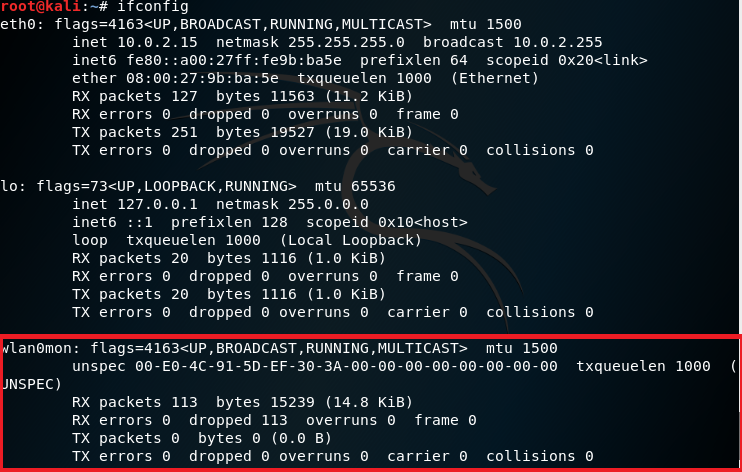 root@kali:~# ifconfig
eth0: flags=4163<UP,BROADCAST,RUNNING,MULTICAST>  mtu 1500
        inet 10.0.2.15  netmask 255.255.255.0  broadcast 10.0.2.255
        inet6 fe80::a00:27ff:fe9b:ba5e  prefixlen 64  scopeid 0x20<link>
        ether 08:00:27:9b:ba:5e  txqueuelen 1000  (Ethernet)
        RX packets 127  bytes 11563 (11.2 KiB)
        RX errors 0  dropped 0  overruns 0  frame 0
        TX packets 251  bytes 19527 (19.0 KiB)
        TX errors 0  dropped 0 overruns 0  carrier 0  collisions 0
lo: flags=73<UP,LOOPBACK,RUNNING>  mtu 65536
        inet 127.0.0.1  netmask 255.0.0.0
        inet6 ::1  prefixlen 128  scopeid 0x10<host>
        loop  txqueuelen 1000  (Local Loopback)
        RX packets 20  bytes 1116 (1.0 KiB)
        RX errors 0  dropped 0  overruns 0  frame 0
        TX packets 20  bytes 1116 (1.0 KiB)
        TX errors 0  dropped 0 overruns 0  carrier 0  collisions 0
wlan0mon: flags=4163<UP,BROADCAST,RUNNING,MULTICAST>  mtu 1500
        unspec 00-E0-4C-91-5D-EF-30-3A-00-00-00-00-00-00-00-00  txqueuelen 1000  (
UNSPEC)
        RX packets 113  bytes 15239 (14.8 KiB)
        RX errors 0  dropped 113  overruns 0  frame 0
        TX packets 0  bytes 0 (0.0 B)
        TX errors 0  dropped 0 overruns 0  carrier 0  collisions 0